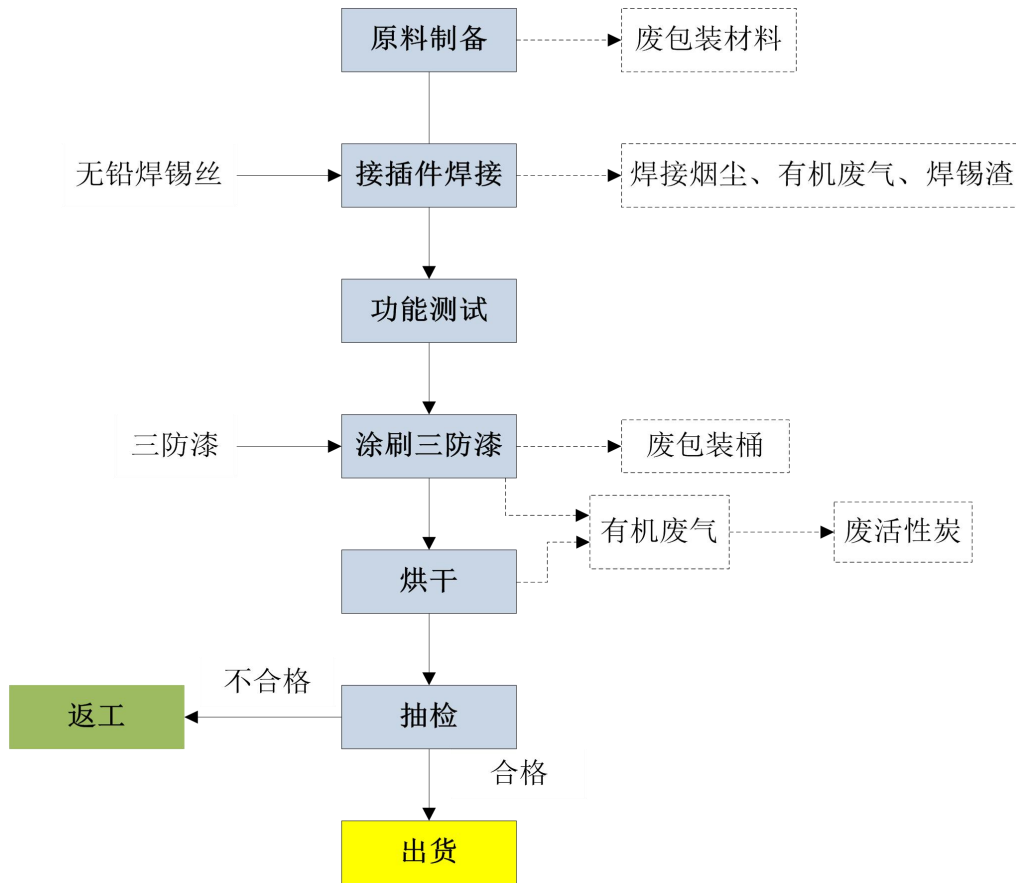 原料制备
废包装材料
无铅焊锡丝
接插件焊接
焊接烟尘、有机废气、焊锡渣
功能测试
三防漆
涂刷三防漆
废包装桶
有机废气
废活性炭
烘干
不合格
返工
抽检
合格
出货